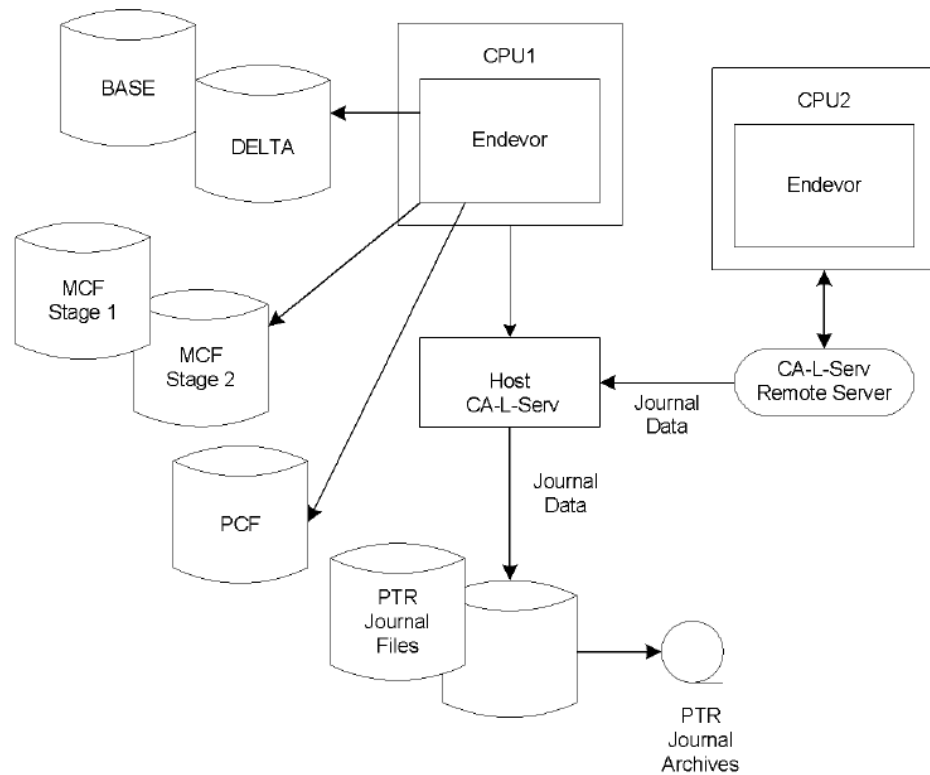 CPU1
BASE
CPU2
DELTA
Endevor
Endevor
MCF
Stage 1
MCF
Stage 2
Host
CA-L-Serv
CA-L-Serv
Remote Server
Journal
Data
Journal
Data
PCF
PTR
Journal
Files
PTR
Journal
Archives